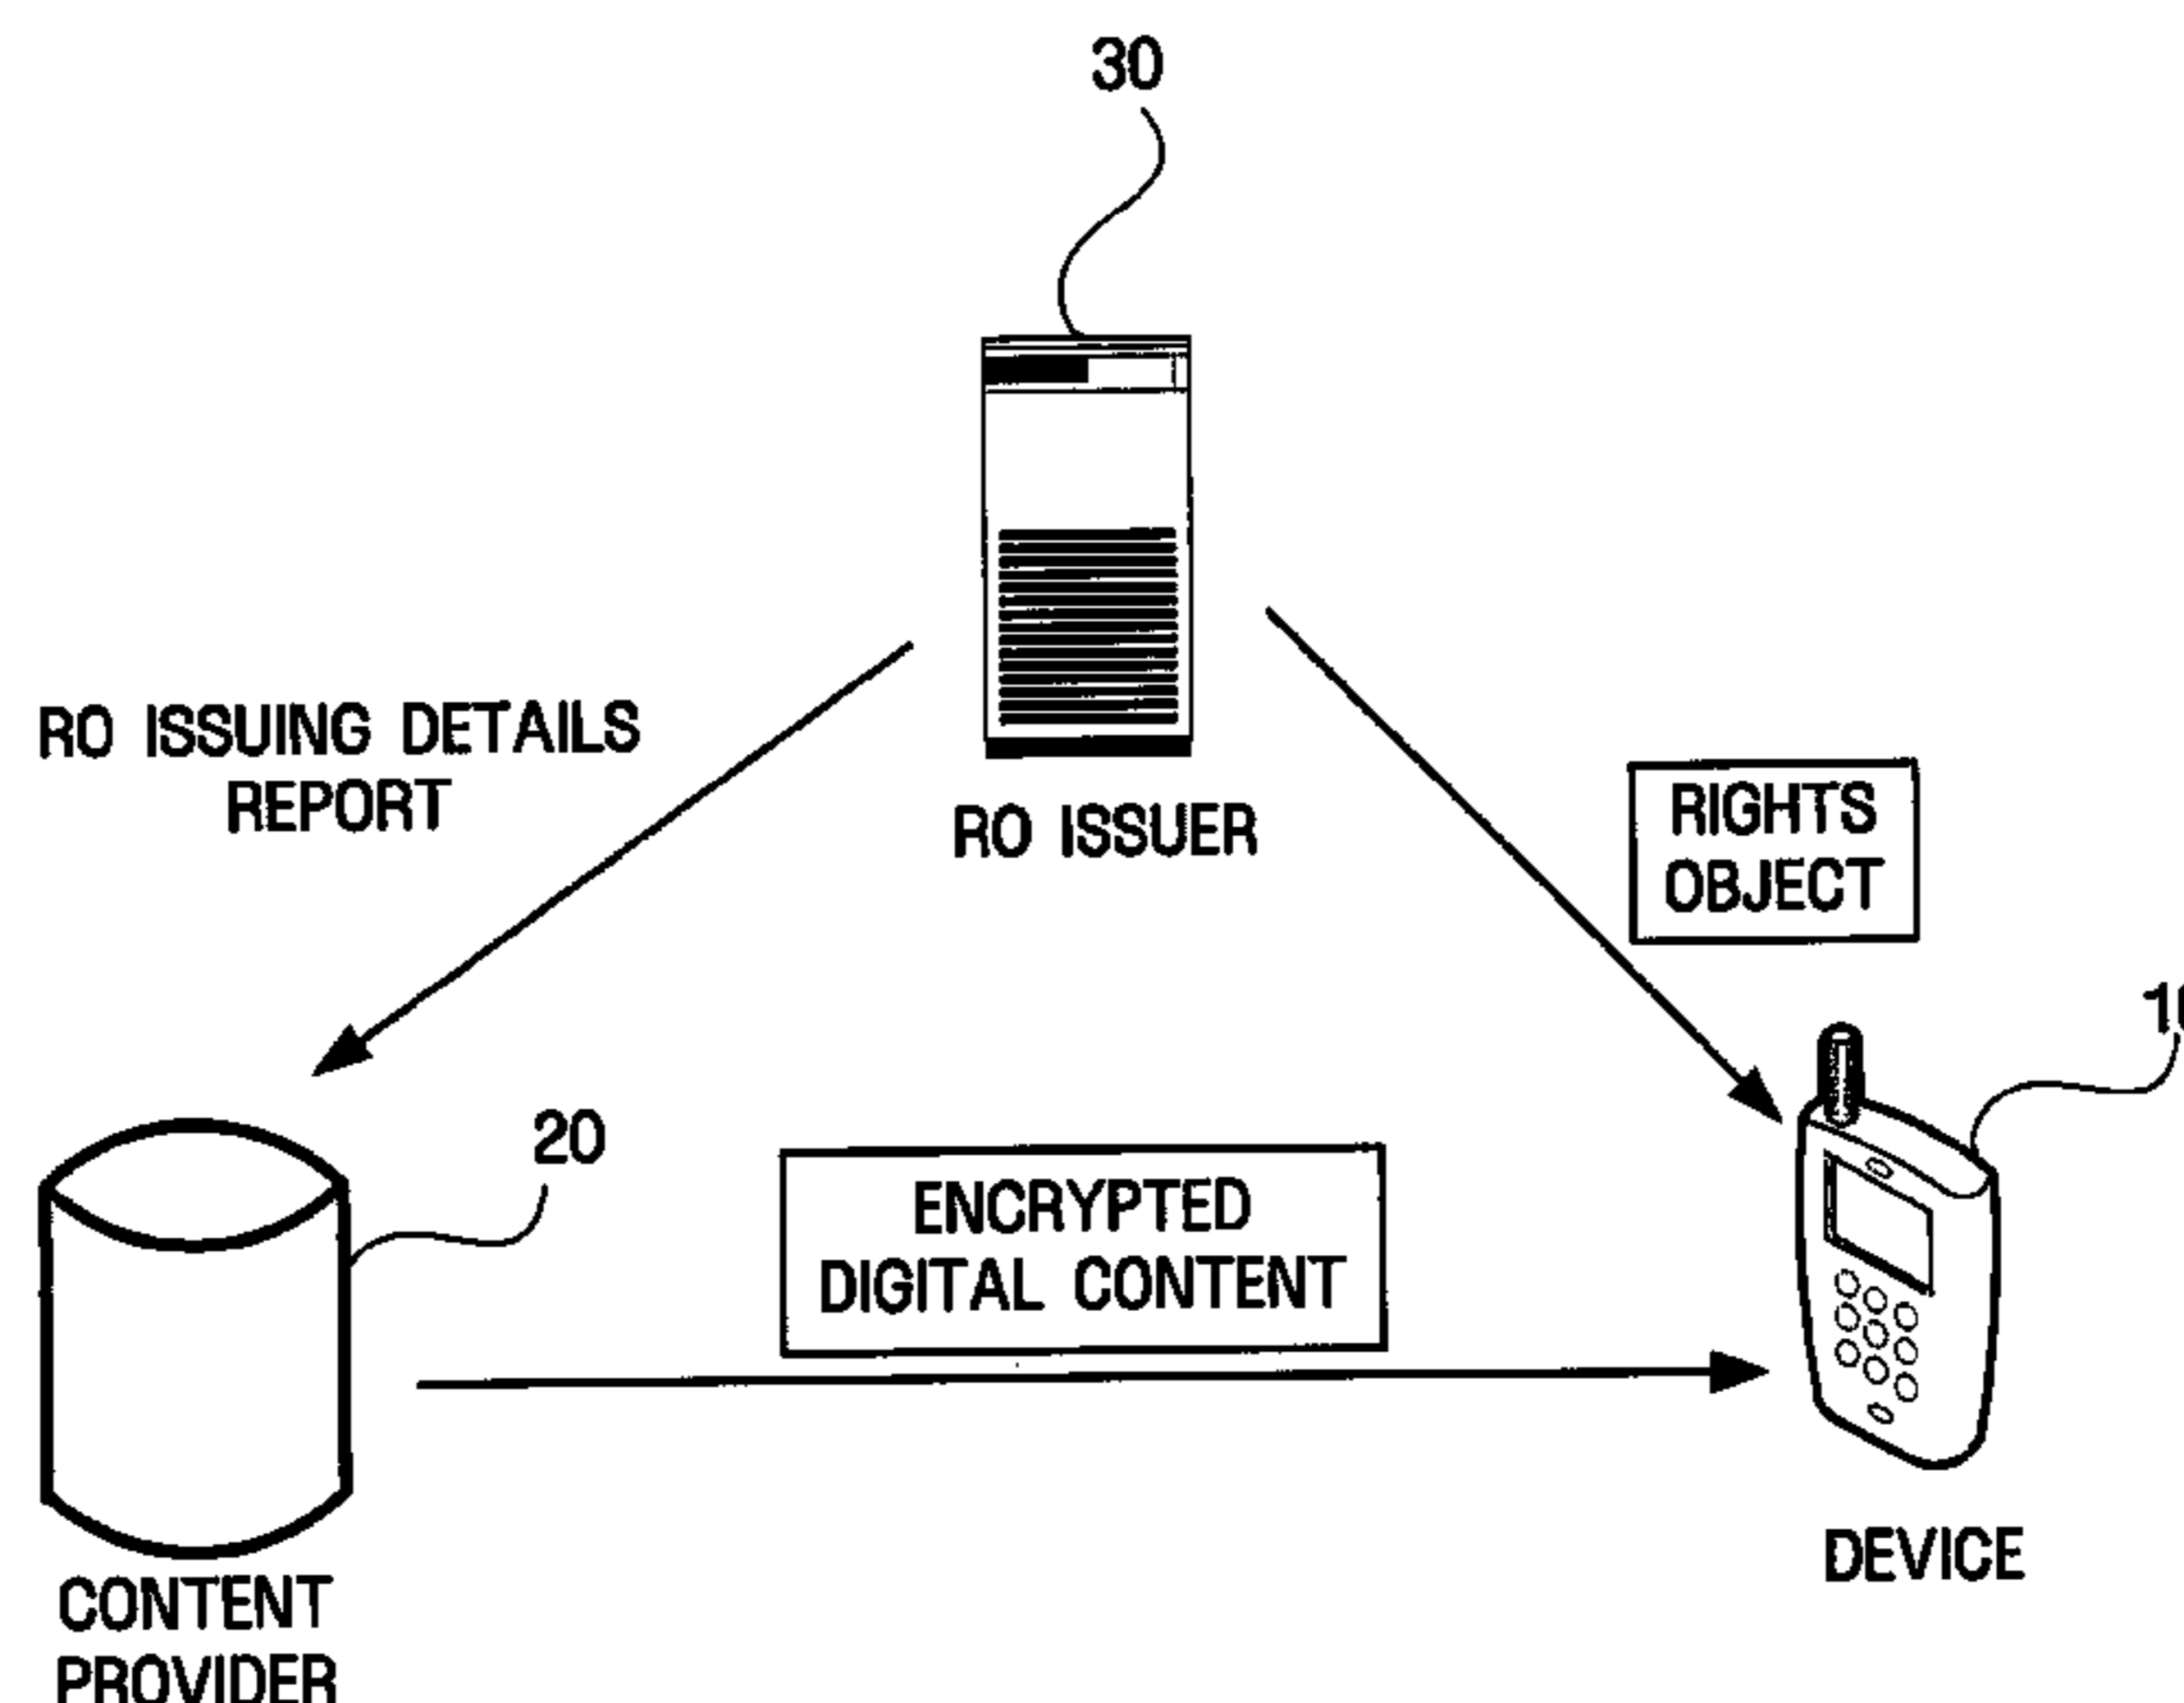 30
RO ISSUING DETAILS
REPORT
RO ISSUER
RIGHTS
OBJECT
20
ENCRYPTED
DIGITAL CONTENT
DEVICE
CONTENT
PROVIDER